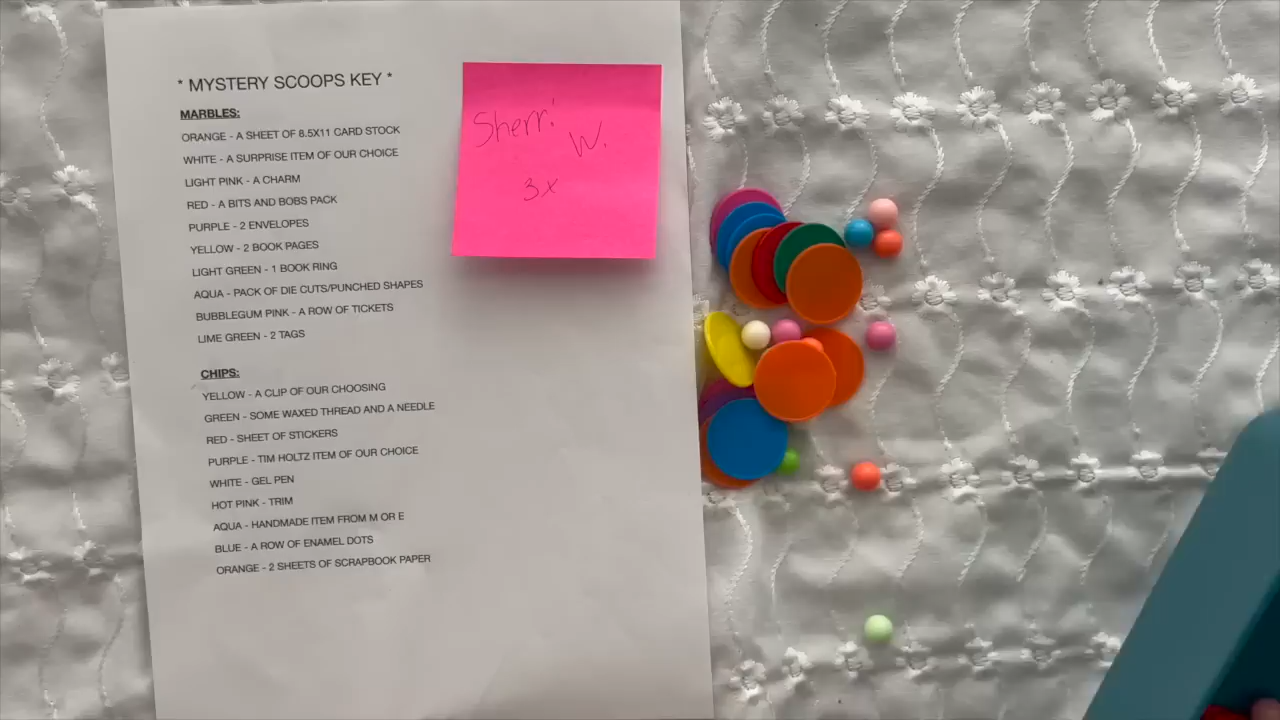 * MYSTERY SCOOPS KEY *
MARBLES:
ORANGE - A SHEET OF 8.5X11 CARD STOCK
WHITE - A SURPRISE ITEM OF OUR CHOICE
LIGHT PINK - A CHARM
RED - A BITS AND BOBS PACK
PURPLE - 2 ENVELOPES
YELLOW - 2 BOOK PAGES
LIGHT GREEN - 1 BOOK RING
AQUA - PACK OF DIE CUTS/PUNCHED SHAPES
BUBBLEGUM PINK - A ROW OF TICKETS
LIME GREEN - 2 TAGS
CHIPS:
YELLOW - A CLIP OF OUR CHOOSING
GREEN - SOME WAXED THREAD AND A NEEDLE
RED - SHEET OF STICKERS
PURPLE - TIM HOLTZ ITEM OF OUR CHOICE
WHITE - GEL PEN
HOT PINK - TRIM
AQUA - HANDMADE ITEM FROM M OR E
BLUE - A ROW OF ENAMEL DOTS
ORANGE - 2 SHEETS OF SCRAPBOOK PAPER
Sherri
W.
3x